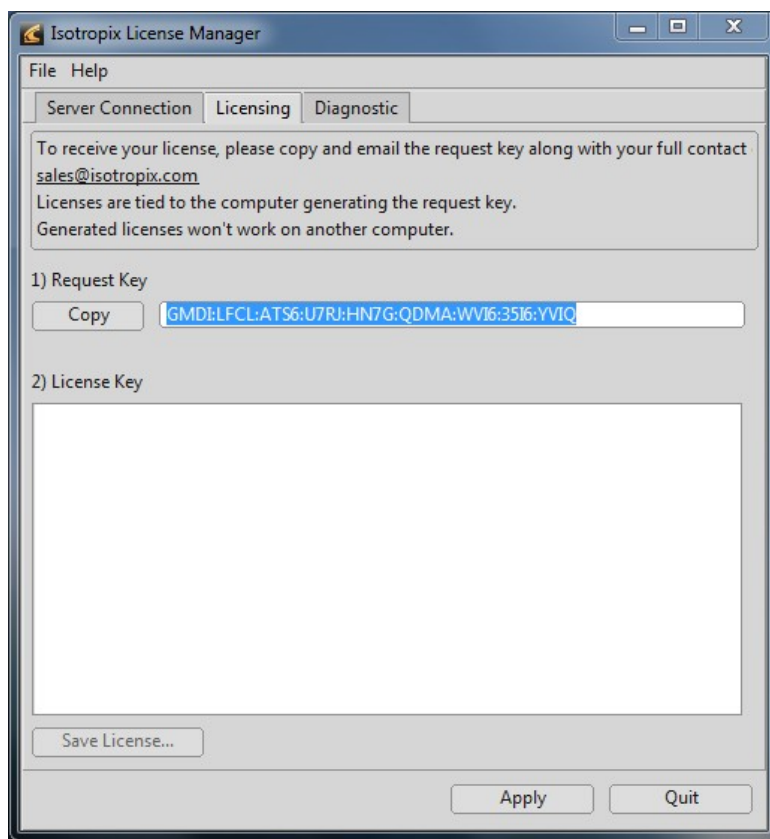 Isotropix License Manager
File Help
Server Connection Licensing Diagnostic
To receive your license, please copy and email the request key along with your full contact
sales@isotropix.com
Licenses are tied to the computer generating the request key.
Generated licenses won't work on another computer.
1) Request Key
Copy GMDI:LFCL:ATS6:U7RJ:HN7G:QDMA:WVI6:35I6:YVIQ
2) License Key
Save License...
Apply Quit